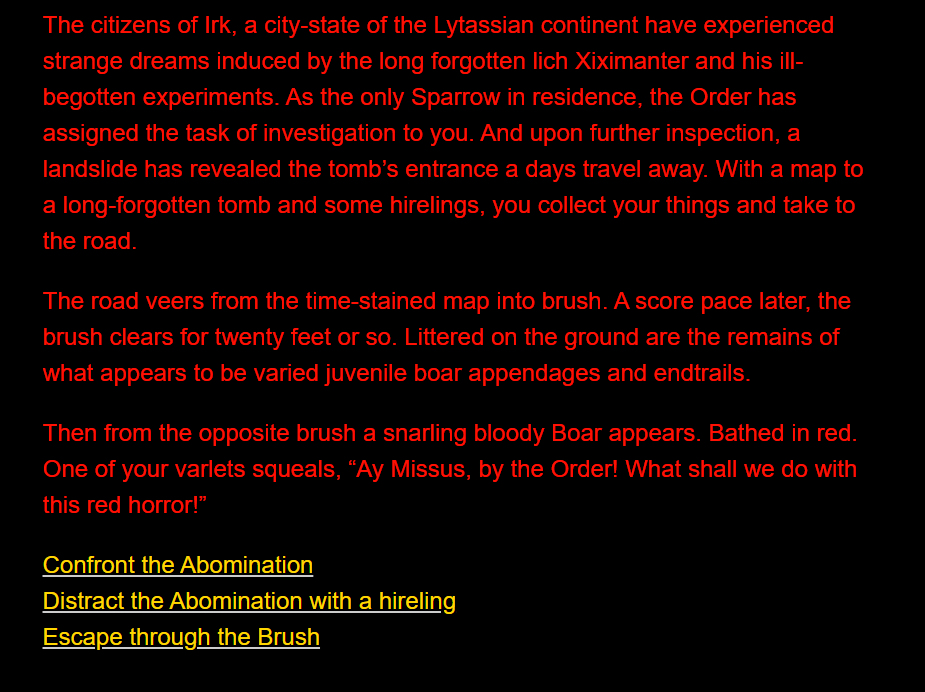 The citizens of Irk, a city-state of the Lytassian continent have experienced
strange dreams induced by the long forgotten lich Xiximanter and his ill-
begotten experiments. As the only Sparrow in residence, the Order has
assigned the task of investigation to you. And upon further inspection, a
landslide has revealed the tomb’s entrance a days travel away. With a map to
a long-forgotten tomb and some hirelings, you collect your things and take to
the road.
The road veers from the time-stained map into brush. A score pace later, the
brush clears for twenty feet or so. Littered on the ground are the remains of
what appears to be varied juvenile boar appendages and endtrails.
Then from the opposite brush a snarling bloody Boar appears. Bathed in red.
One of your varlets squeals, “Ay Missus, by the Order! What shall we do with
this red horror!”
Confront the Abomination
Distract the Abomination with a hireling
Escape through the Brush